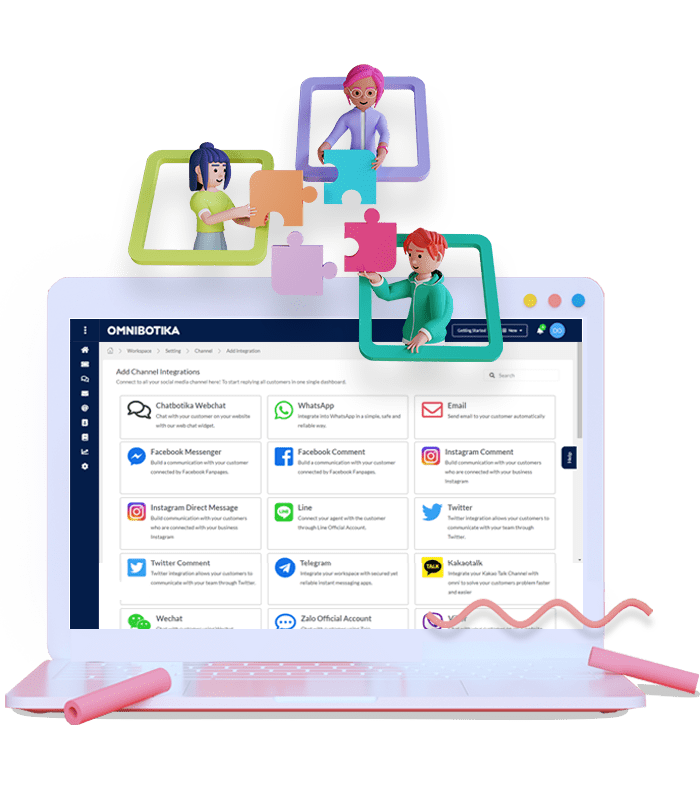 OMNIBOTIKA
Getting Started
New
DG
Workspace > Setting > Channel > Add Integration
Add Channel Integrations
Connect to all your social media channel here! To start replying all customers in one single dashboard.
Search
Help
Chatbotika Webchat
Chat with your customer on your website
with our web chat widget.
WhatsApp
Integrate into WhatsApp in a simple, safe and
reliable way.
Email
Send email to your customer automatically
Facebook Messenger
Build a communication with your customer
connected by Facebook Fanpages.
Facebook Comment
Build a communication with your customer
connected by Facebook Fanpages.
Instagram Comment
Build communication with your customers
who are connected with your business
Instagram
Instagram Direct Message
Build communication with your customers
who are connected with your business
Instagram
LINE
Line
Connect your agent with the customer
through Line Official Account.
Twitter
Twitter Integration allows your customers to
communicate with your team through
Twitter.
Twitter Comment
Twitter Integration allows your customers to
communicate with your team through Twitter.
Telegram
Integrate your workspace with secured yet
reliable instant messaging apps.
TALK
Kakaotalk
Integrate your Kakao Talk Channel with
omni to solve your customers problem faster
and easier
Wechat
Zalo Official Account